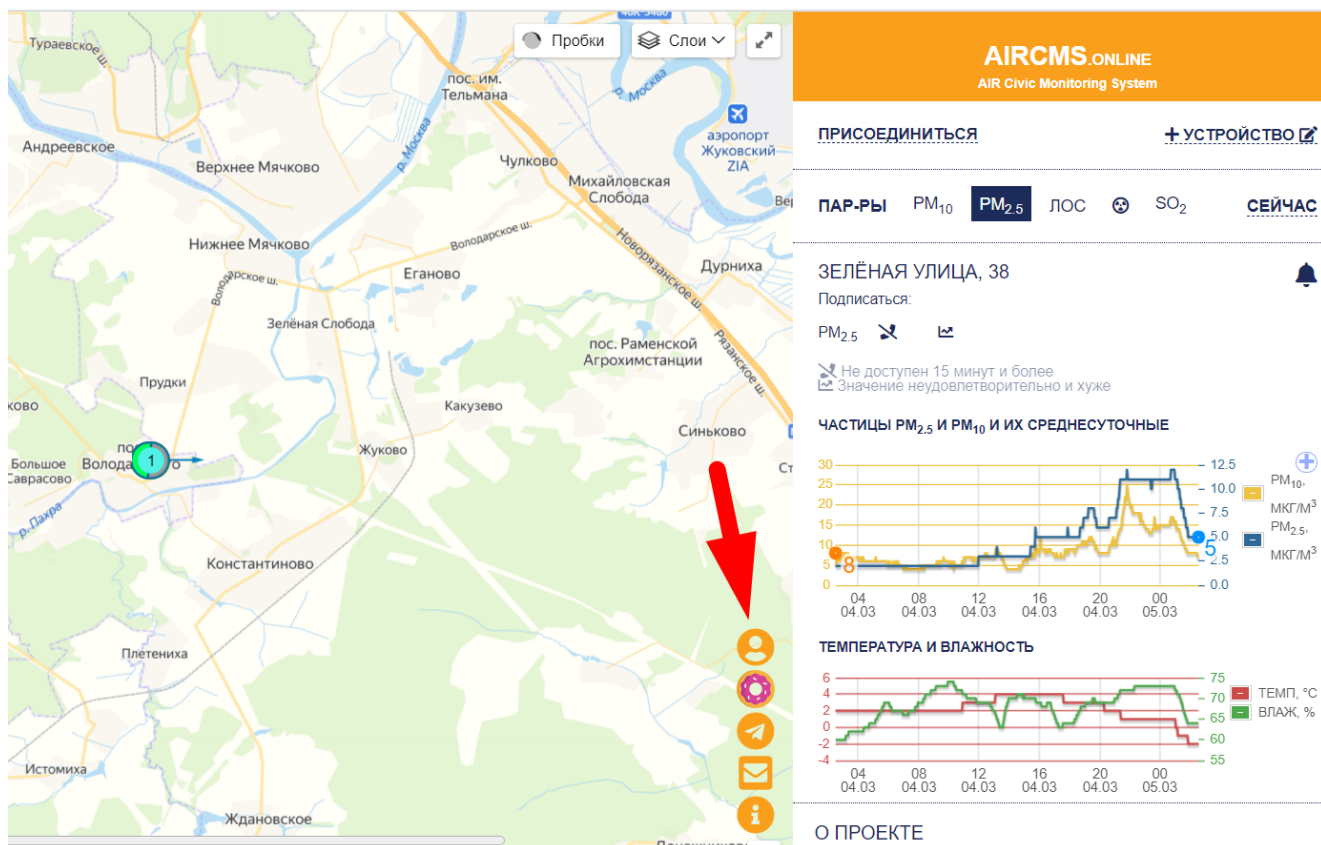 Тураевское
Пробки
Слои
пос. им.
Тельмана
р. Москва
аэропорт
Жуковский
ZIA
Андреевское
Верхнее Мячково
р. Москва
Чулково
Михайловская
Слобода
Нижнее Мячково
Володарское ш.
Новорязанское ш.
Еганово
Дурниха
Володарское ш.
Зелёная Слобода
пос. Раменской
Агрохимстанции
Рязанское ш.
Прудки
Какузево
Синьково
Жуково
1
Большое
Саврасово
р. Пахра
Константиново
Плетениха
Истомиха
Ждановское
AIRCMS.ONLINE
AIR Civic Monitoring System
ПРИСОЕДИНИТЬСЯ
+ УСТРОЙСТВО
ПАР-РЫ PM10 PM2.5 ЛОС SO2 СЕЙЧАС
ЗЕЛЁНАЯ УЛИЦА, 38
Подписаться:
PM2.5
Не доступен 15 минут и более
Значение неудовлетворительно и хуже
ЧАСТИЦЫ PM2.5 И PM10 И ИХ СРЕДНЕСУТОЧНЫЕ
30 25 20 15 10 5 0
12.5 10.0 7.5 5.0 2.5 0.0
8
5
PM10,
МКГ/М3
PM2.5,
МКГ/М3
04 08 12 16 20 00
04.03 04.03 04.03 04.03 04.03 05.03
ТЕМПЕРАТУРА И ВЛАЖНОСТЬ
6 4 2 0 -2 -4
75 70 65 60 55
ТЕМП, °C
ВЛАЖ, %
04 08 12 16 20 00
04.03 04.03 04.03 04.03 04.03 05.03
О ПРОЕКТЕ